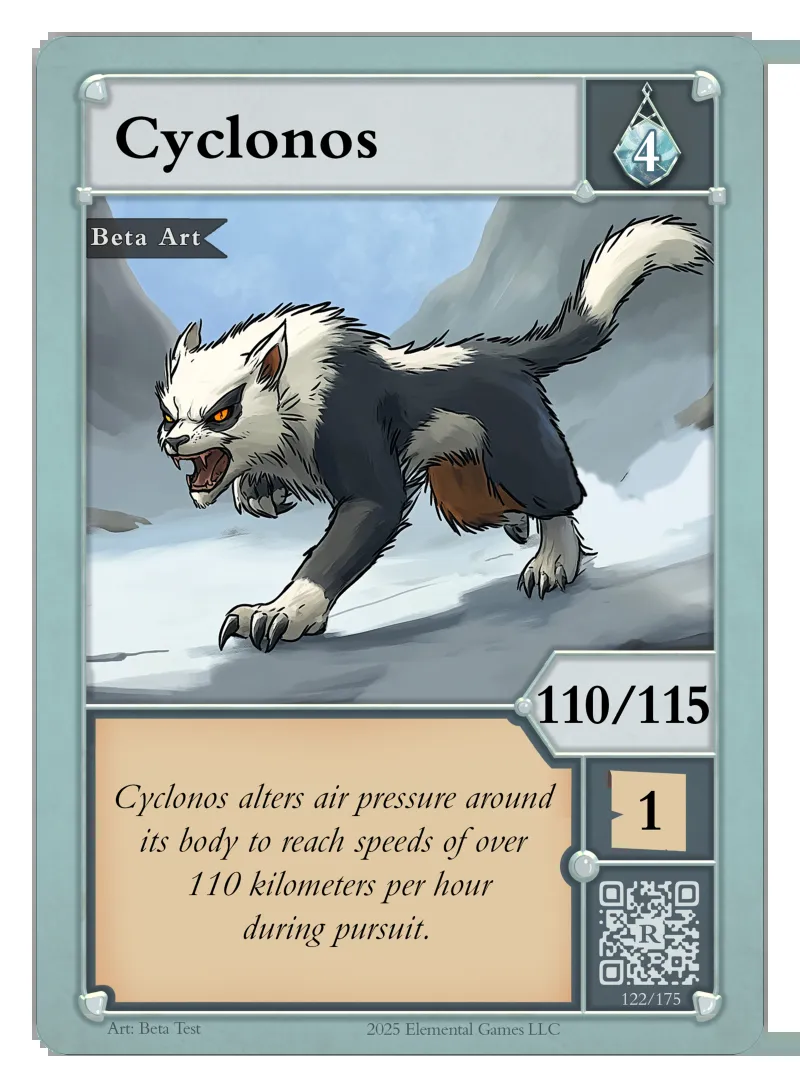 Cyclonos
4
Beta Art
110/115
Cyclonos alters air pressure around
its body to reach speeds of over
110 kilometers per hour
during pursuit.
1
R
122/175
Art: Beta Test
2025 Elemental Games LLC